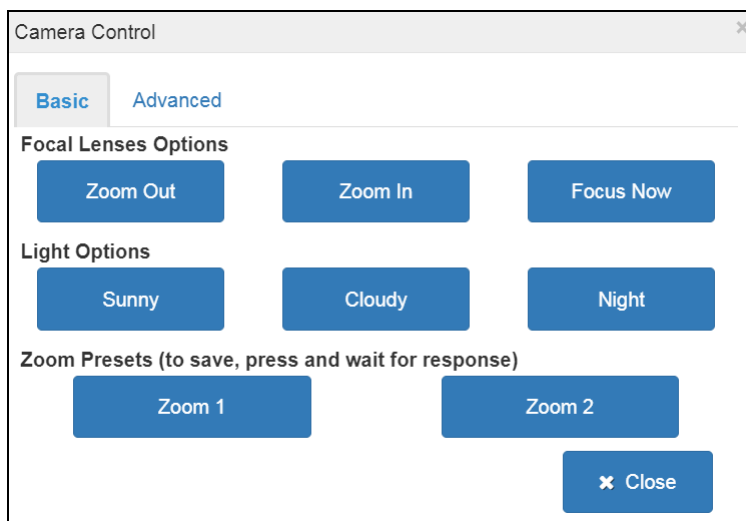 Camera Control
Basic Advanced
Focal Lenses Options
Zoom Out Zoom In Focus Now
Light Options
Sunny Cloudy Night
Zoom Presets (to save, press and wait for response)
Zoom 1 Zoom 2
Close